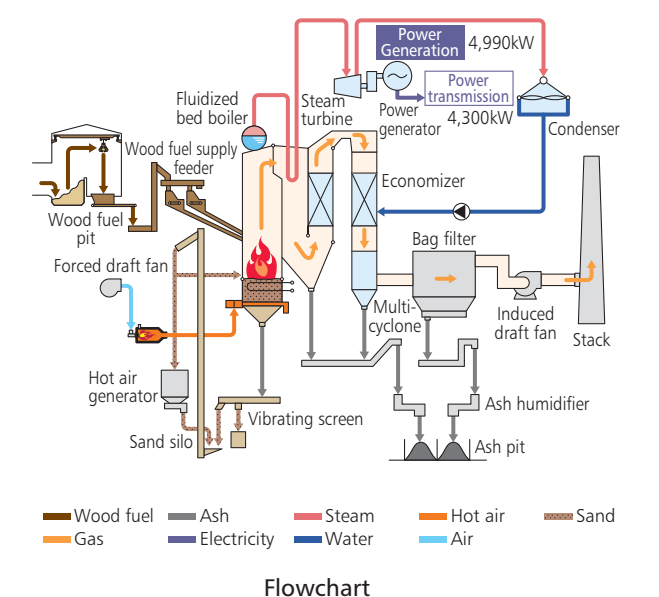 Power
Generation
4,990kW
Power
transmission
4,300kW
Fluidized
bed boiler
Steam
turbine
Power
generator
Condenser
Wood fuel supply
feeder
Economizer
Wood fuel
pit
Bag filter
Forced draft fan
Multi-
cyclone
Induced
draft fan
Stack
Hot air
generator
Ash humidifier
Vibrating screen
Sand silo
Ash pit
Wood fuel
Ash
Steam
Hot air
Sand
Gas
Electricity
Water
Air
Flowchart